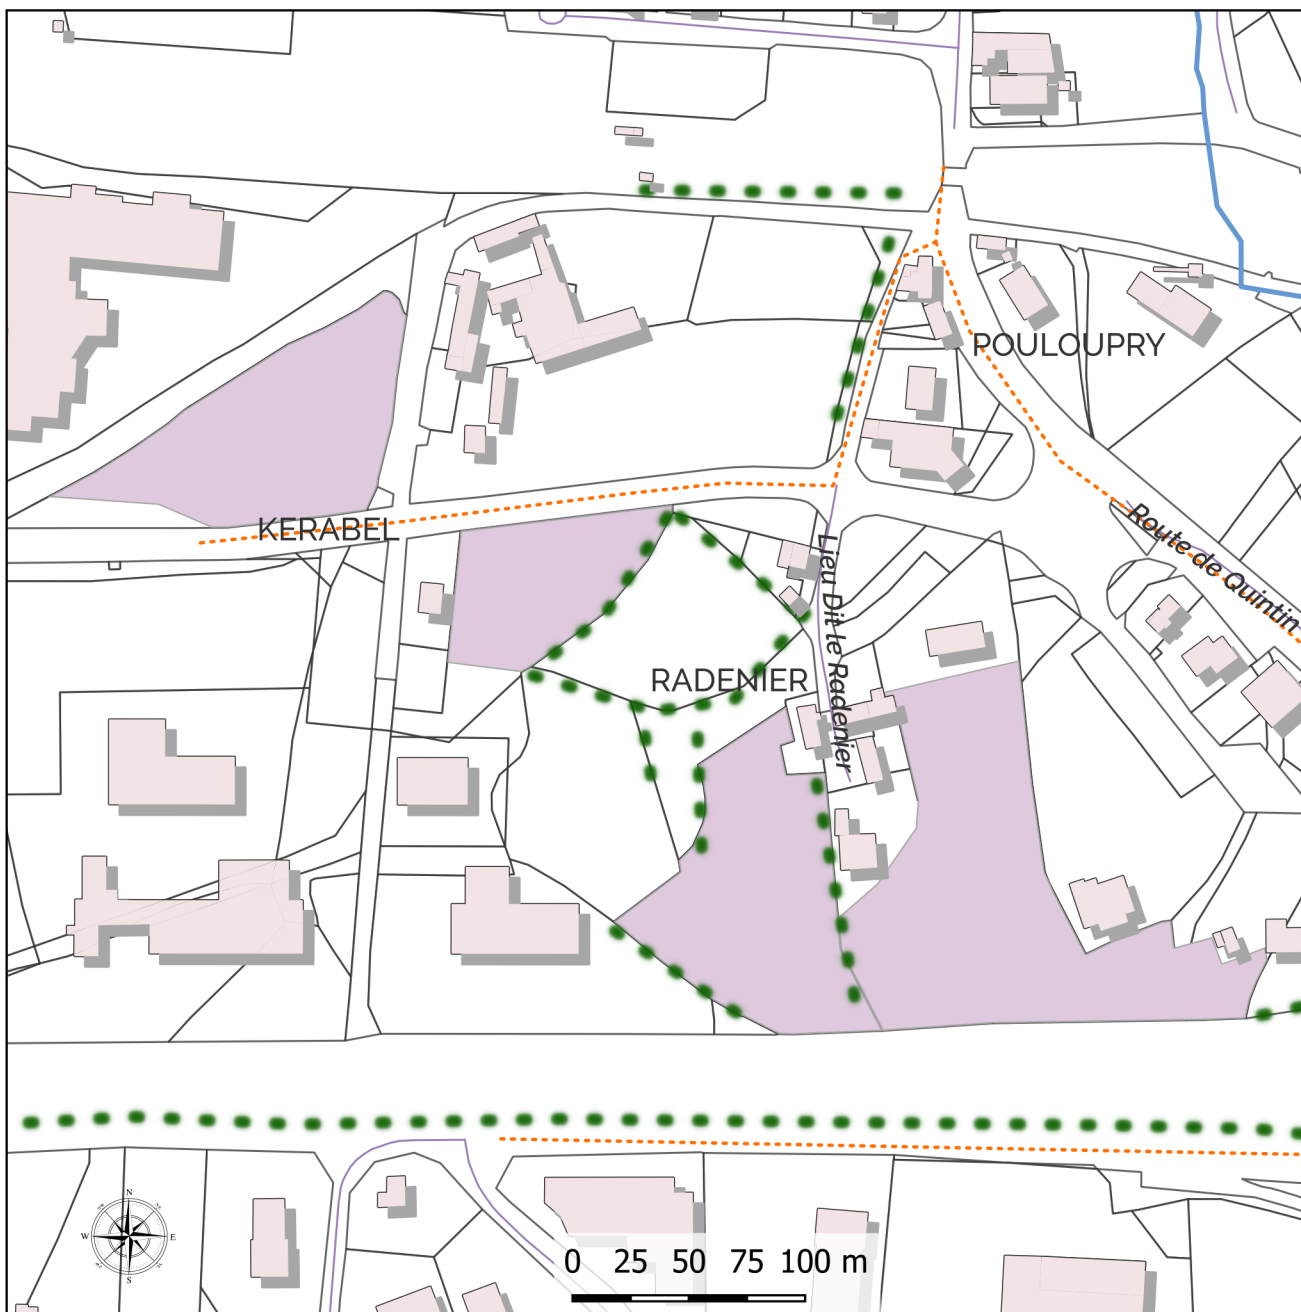 POULOUPRY
KERABEL
Route de Quintin
Lieu Dit le Radenier
RADENIER
N
W E
S
0 25 50 75 100 m